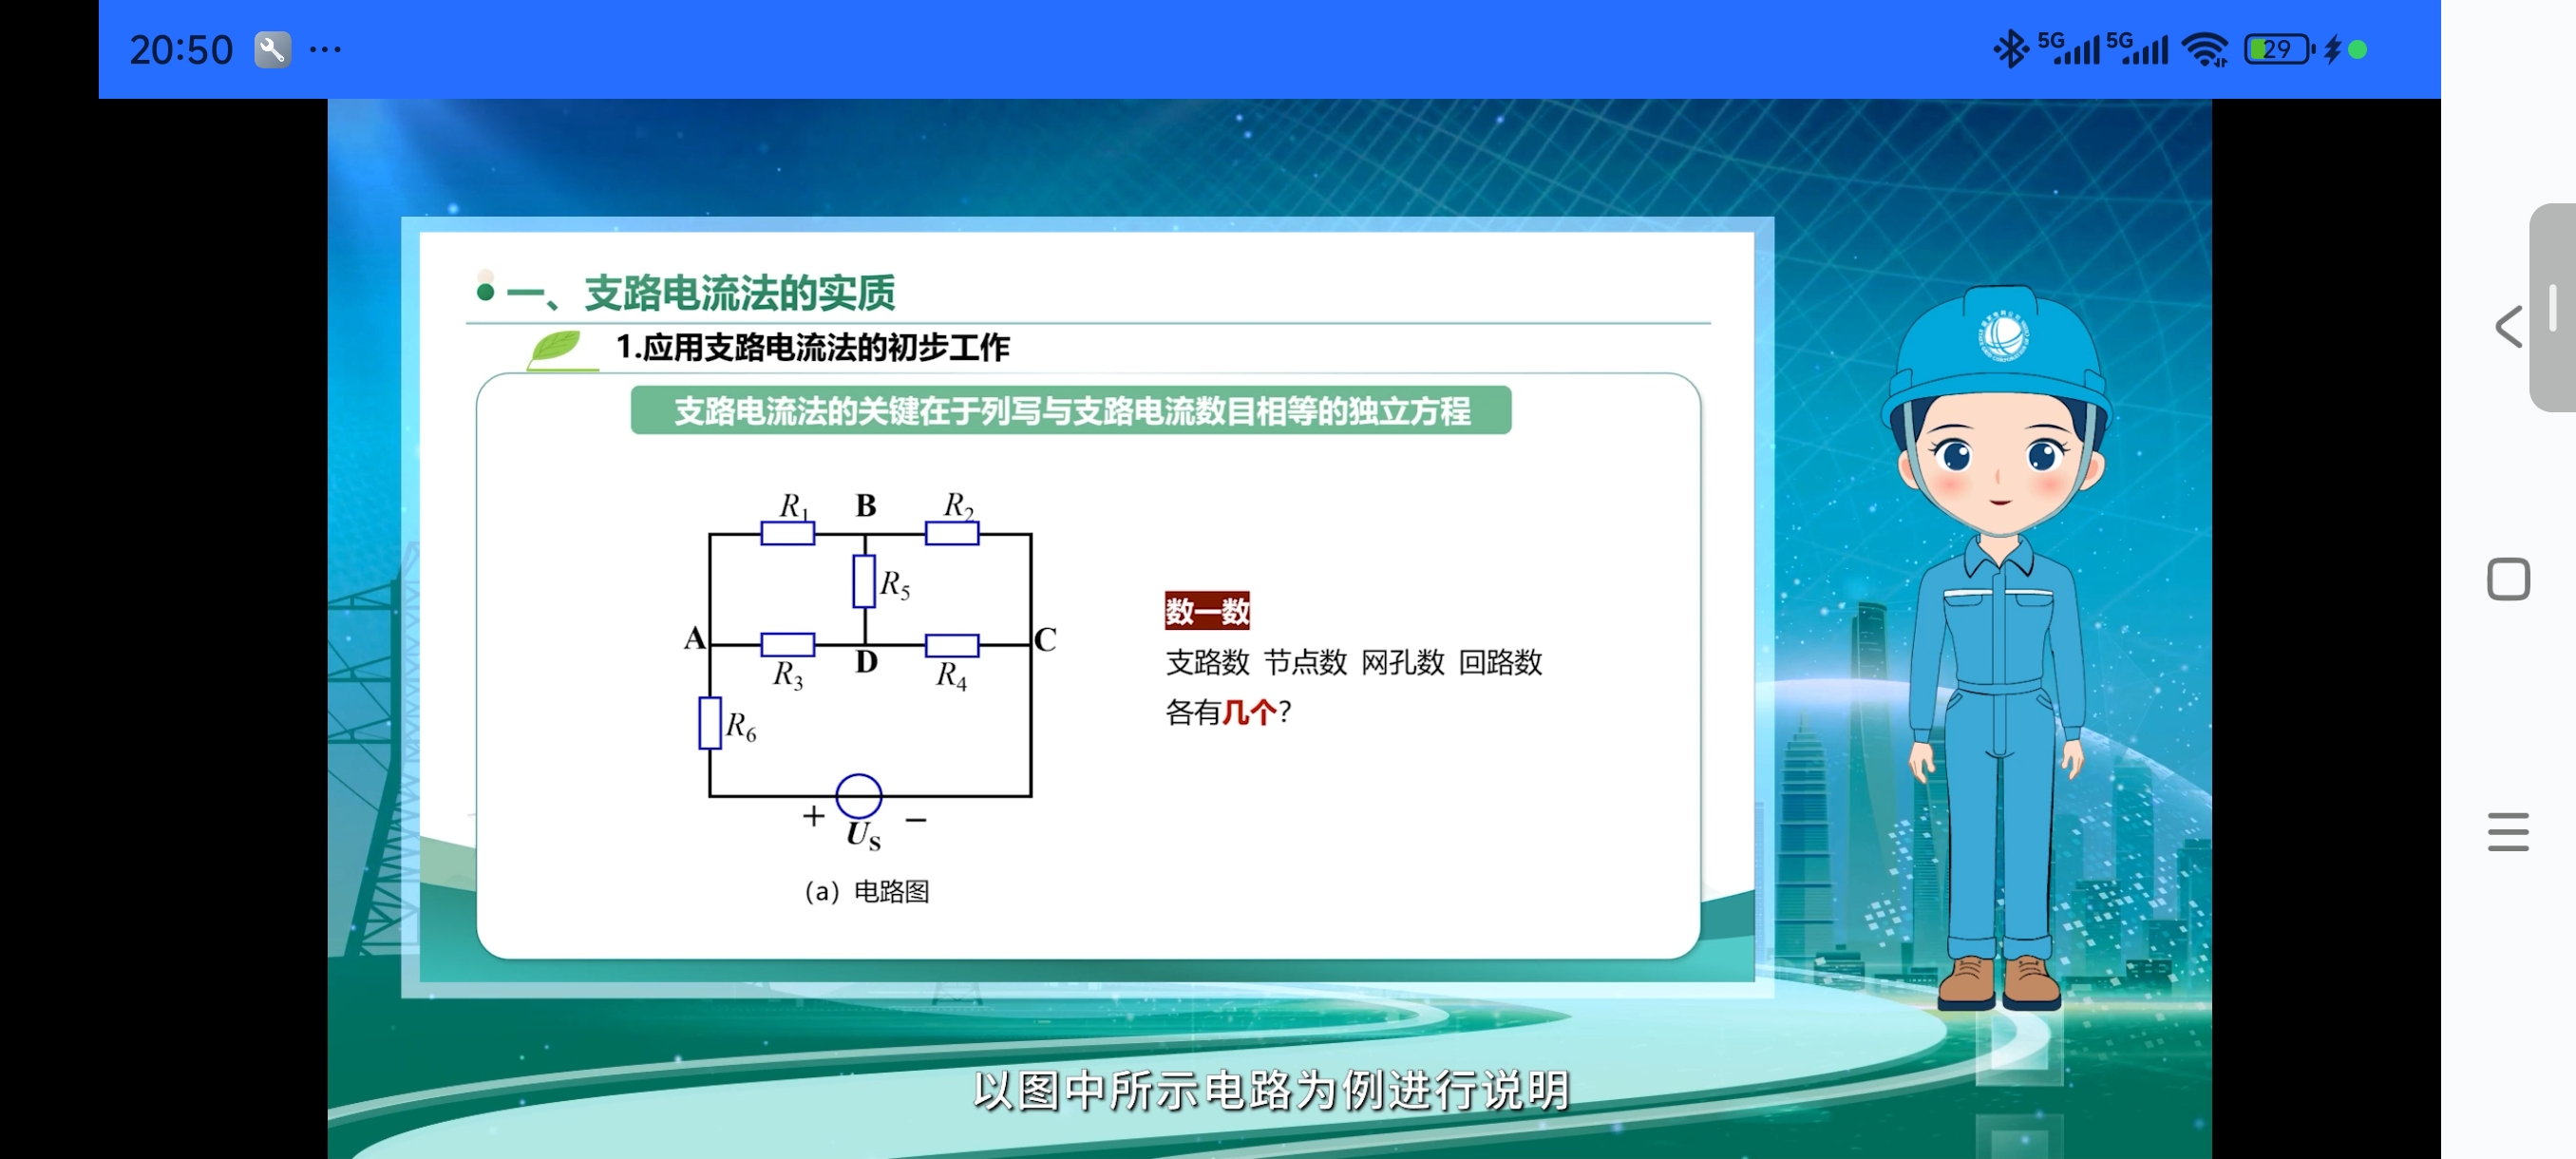 20:50 ...
5G 5G 29
一、支路电流法的实质
1.应用支路电流法的初步工作
支路电流法的关键在于列写与支路电流数目相等的独立方程
R1 B R2
R5
A C
R3 D R4
R6
+ −
US
(a) 电路图
数一数
支路数 节点数 网孔数 回路数
各有几个?
以图中所示电路为例进行说明